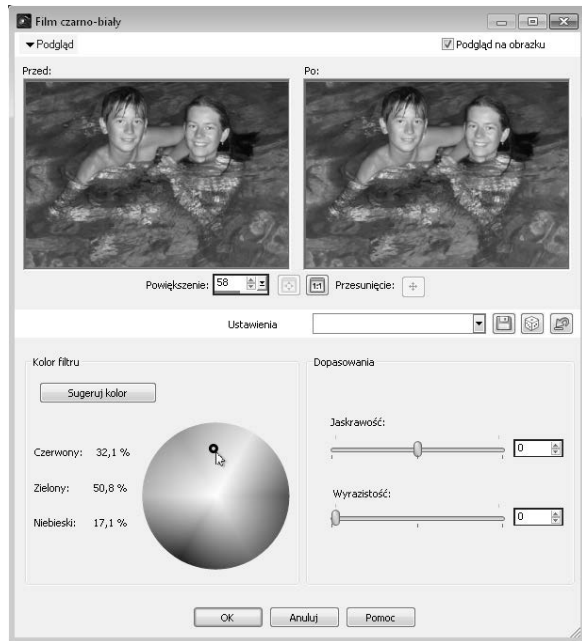 Film czarno-biały
Podgląd
Podgląd na obrazku
Przed:
Po:
Powiększenie: 58
1:1
Przesunięcie:
Ustawienia
Kolor filtru
Dopasowania
Sugeruj kolor
Jaskrawość:
0
Czerwony: 32,1 %
Zielony: 50,8 %
Wyrazistość:
0
Niebieski: 17,1 %
OK
Anuluj
Pomoc